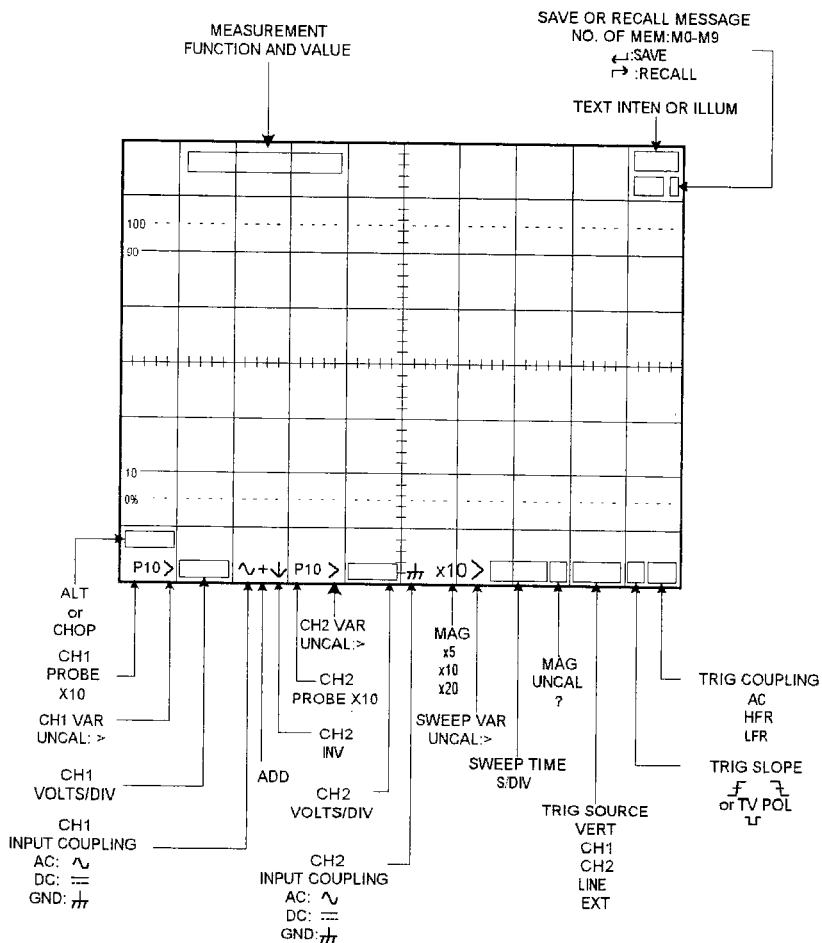 MEASUREMENT
FUNCTION AND VALUE
SAVE OR RECALL MESSAGE
NO. OF MEM:M0-M9
:SAVE
:RECALL
TEXT INTEN OR ILLUM
100
90
10
0%
P10 >
+
P10 >
x10 >
ALT
or
CHOP
CH1
PROBE
X10
CH1 VAR
UNCAL: >
CH1
VOLTS/DIV
CH1
INPUT COUPLING
AC:
DC:
GND:
ADD
CH2
INV
CH2
PROBE X10
CH2 VAR
UNCAL:>
CH2
VOLTS/DIV
CH2
INPUT COUPLING
AC:
DC:
GND:
MAG
x5
x10
x20
SWEEP VAR
UNCAL:>
SWEEP TIME
S/DIV
MAG
UNCAL
?
TRIG SOURCE
VERT
CH1
CH2
LINE
EXT
TRIG COUPLING
AC
HFR
LFR
TRIG SLOPE
or TV POL